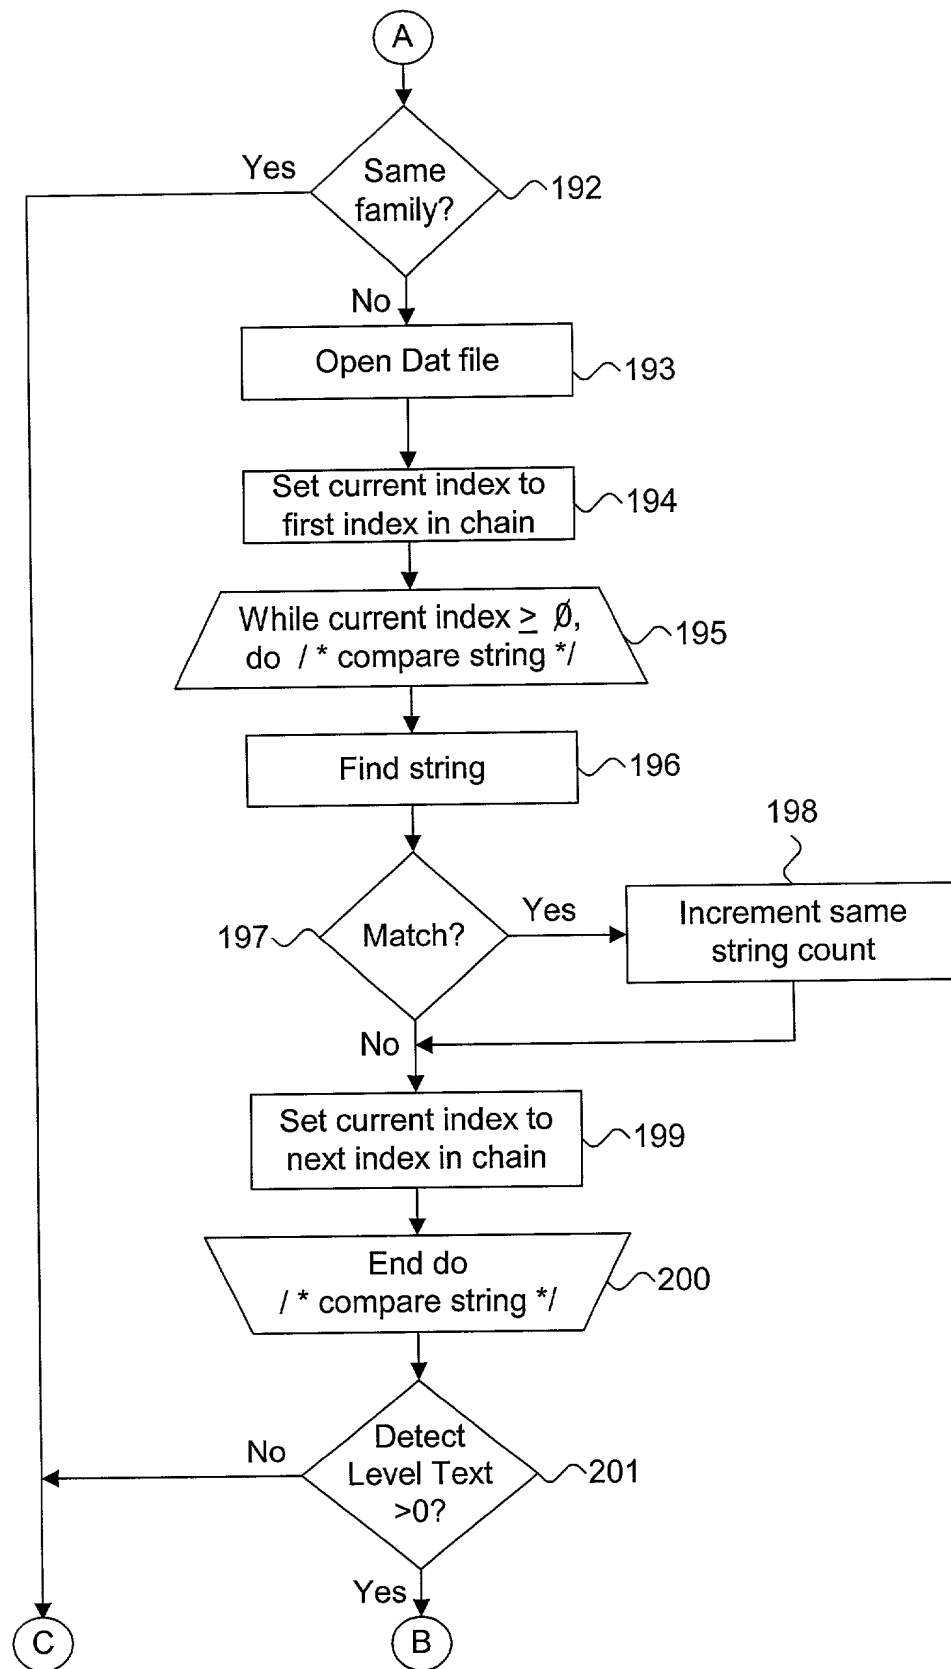 A
Yes
Same
family?
192
No
Open Dat file
193
Set current index to
first index in chain
194
While current index ≥ Ø,
do / * compare string */
195
Find string
196
198
197
Match?
Yes
Increment same
string count
No
Set current index to
next index in chain
199
End do
/ * compare string */
200
No
Detect
Level Text
>0?
201
Yes
C
B